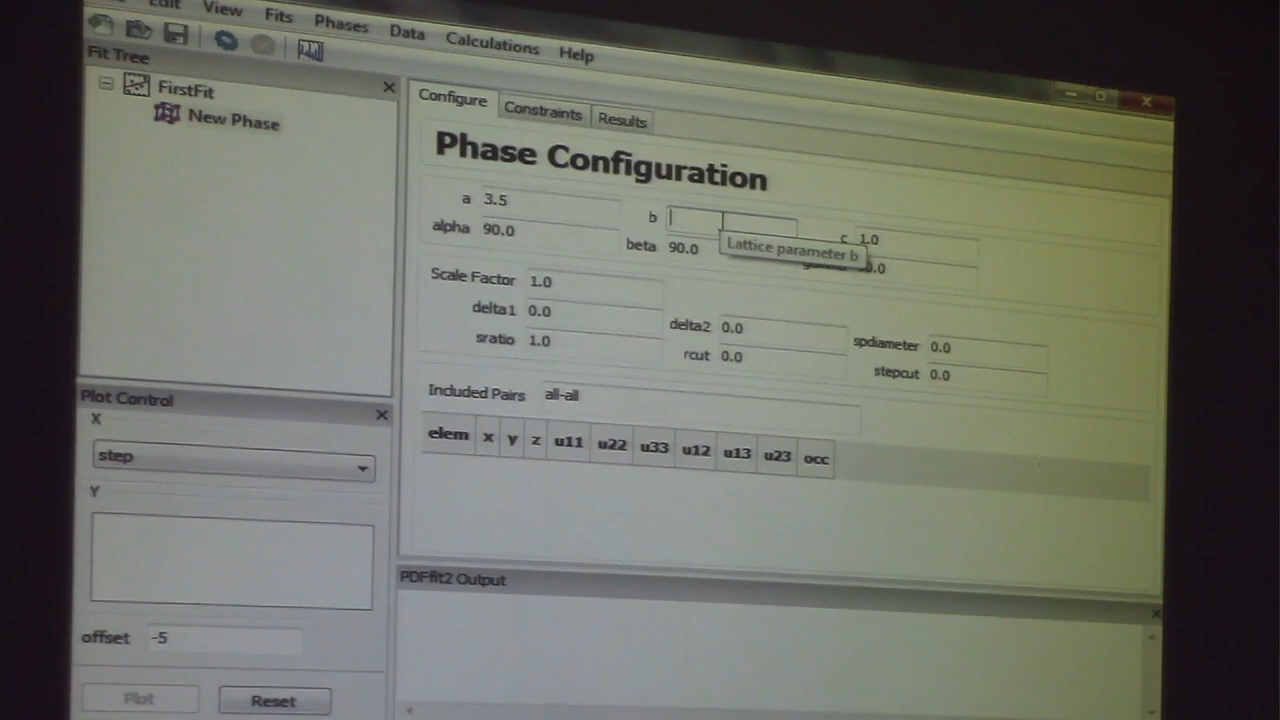 Edit View Fits Phases Data Calculations Help
Fit Tree
FirstFit
New Phase
Configure Constraints Results
Phase Configuration
a 3.5 b c 1.0
alpha 90.0 beta 90.0
Lattice parameter b
Scale Factor 1.0
delta1 0.0 delta2 0.0 spdiameter 0.0
sratio 1.0 rcut 0.0 stepcut 0.0
Included Pairs all-all
elem x y z u11 u22 u33 u12 u13 u23 occ
Plot Control
X
step
Y
offset -5
Plot Reset
PDFfit2 Output